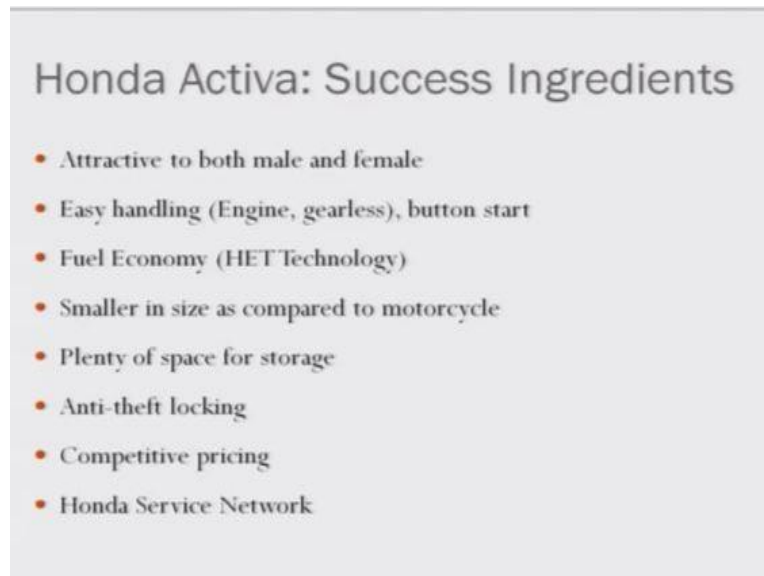 Honda Activa: Success Ingredients
• Attractive to both male and female
• Easy handling (Engine, gearless), button start
• Fuel Economy (HET Technology)
• Smaller in size as compared to motorcycle
• Plenty of space for storage
• Anti-theft locking
• Competitive pricing
• Honda Service Network